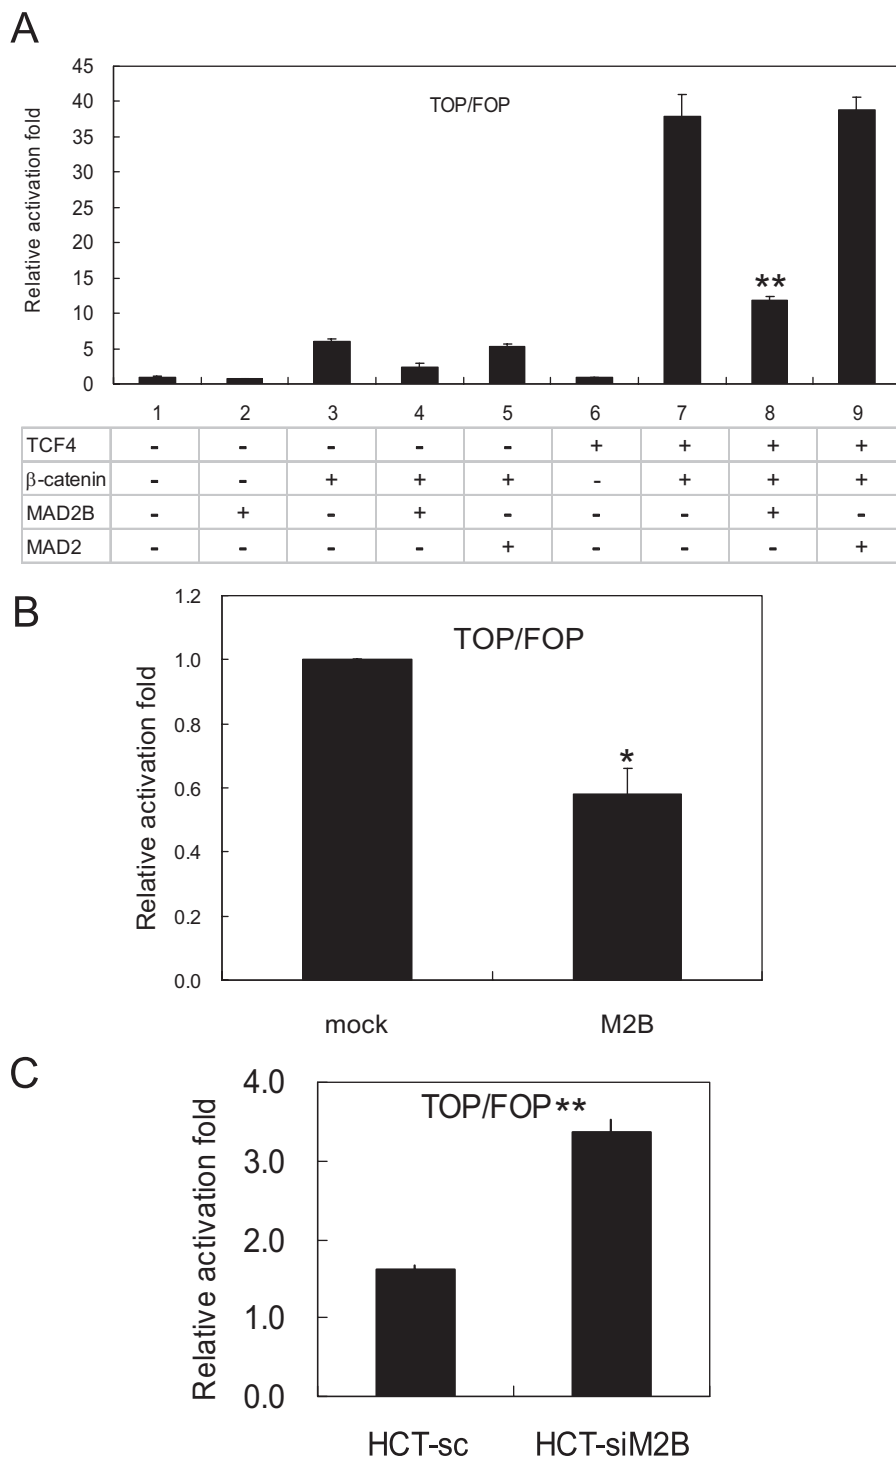 A
TOP/FOP
Relative activation fold
45
40
35
30
25
20
15
10
5
0
**
1 2 3 4 5 6 7 8 9
TCF4 - - - - - + + + +
β-catenin - - + + + - + + +
MAD2B - + - + - - - + -
MAD2 - - - - + - - - +
B
TOP/FOP
Relative activation fold
1.2
1.0
0.8
0.6
0.4
0.2
0.0
*
mock M2B
C
TOP/FOP**
Relative activation fold
4.0
3.0
2.0
1.0
0.0
HCT-sc HCT-siM2B